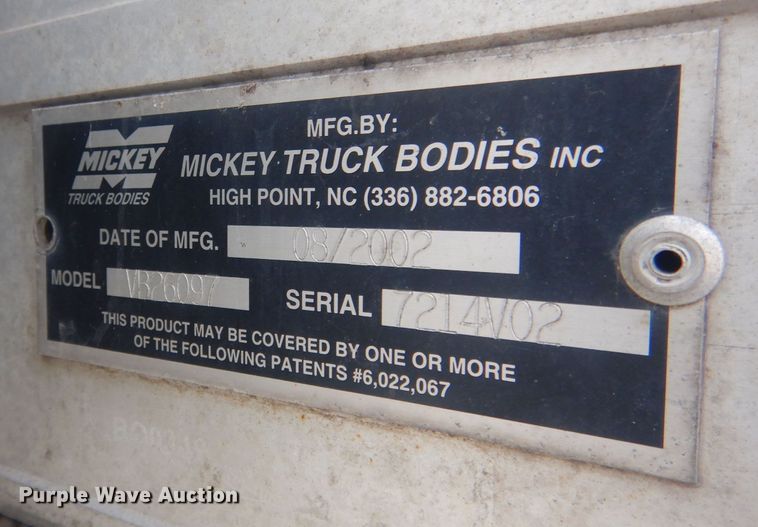 MICKEY
TRUCK BODIES
MFG.BY:
MICKEY TRUCK BODIES INC
HIGH POINT, NC (336) 882-6806
DATE OF MFG. 08/2002
MODEL VB26097 SERIAL 7214V02
THIS PRODUCT MAY BE COVERED BY ONE OR MORE
OF THE FOLLOWING PATENTS #6,022,067
Purple Wave Auction